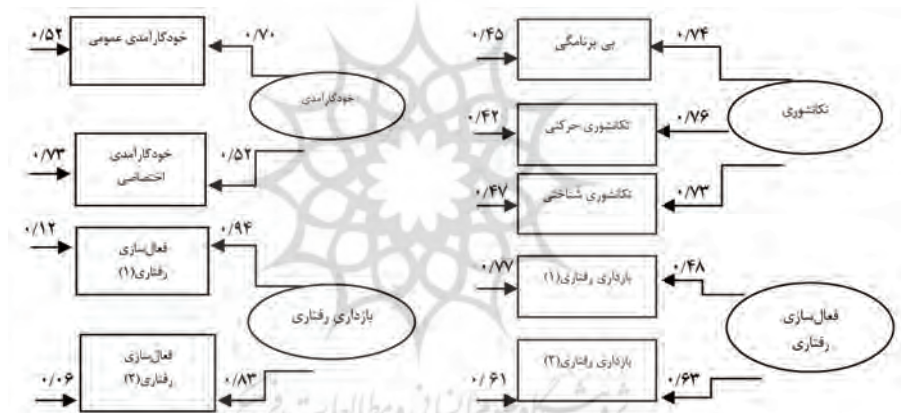 ۰/۵۲
خودکارآمدی عمومی
۰/۷۰
خودکارآمدی
۰/۷۳
خودکارآمدی
اختصاصی
۰/۵۲
۰/۱۲
فعال‌سازی
رفتاری(۱)
۰/۹۴
بازداری رفتاری
۰/۰۶
فعال‌سازی
رفتاری(۲)
۰/۸۳
۰/۴۵
بی برنامگی
۰/۷۴
تکانشوری
۰/۴۲
تکانشوری حرکتی
۰/۷۶
۰/۴۷
تکانشوری شناختی
۰/۷۳
۰/۷۷
بازداری رفتاری(۱)
۰/۴۸
فعال‌سازی
رفتاری
۰/۶۱
بازداری رفتاری(۲)
۰/۶۳